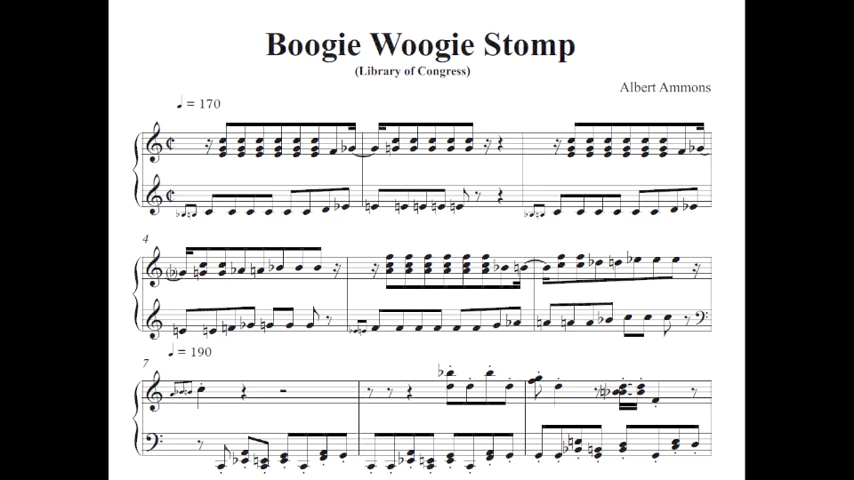 Boogie Woogie Stomp
(Library of Congress)
Albert Ammons
♩ = 170
4
7
♩ = 190